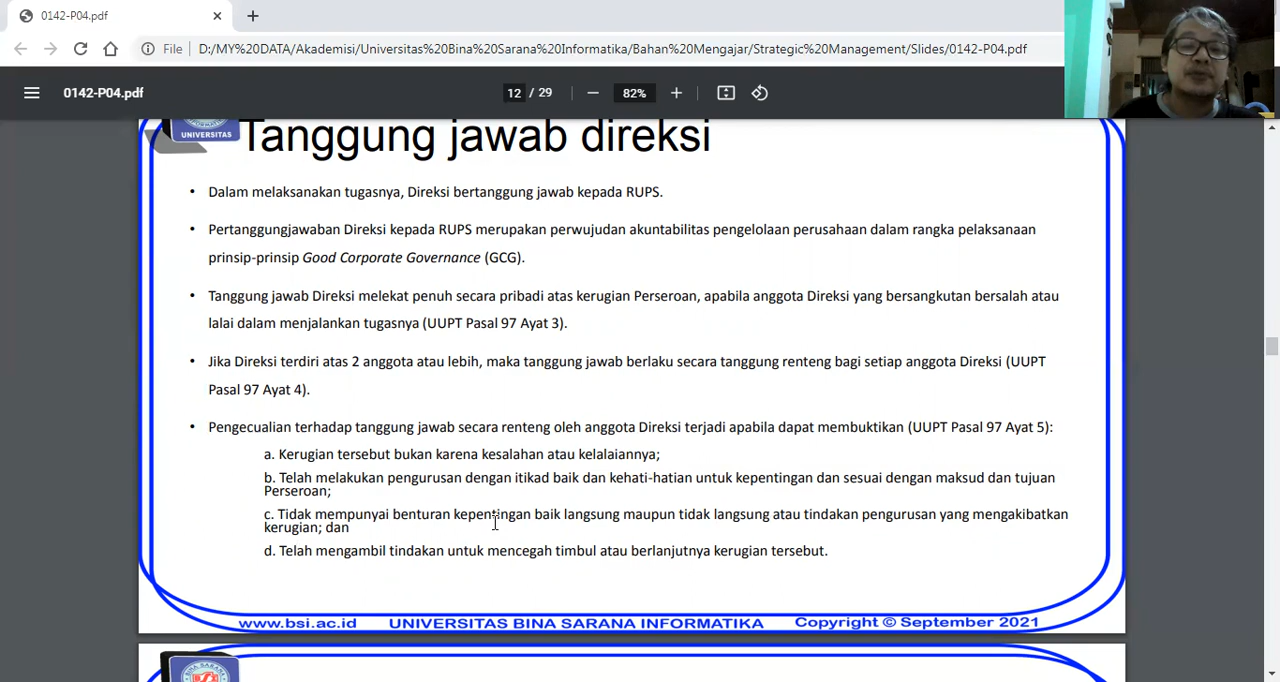 0142-P04.pdf
File
D:/MY%20DATA/Akademisi/Universitas%20Bina%20Sarana%20Informatika/Bahan%20Mengajar/Strategic%20Management/Slides/0142-P04.pdf
0142-P04.pdf
12 / 29
82%
UNIVERSITAS
Tanggung jawab direksi
• Dalam melaksanakan tugasnya, Direksi bertanggung jawab kepada RUPS.
• Pertanggungjawaban Direksi kepada RUPS merupakan perwujudan akuntabilitas pengelolaan perusahaan dalam rangka pelaksanaan
prinsip-prinsip Good Corporate Governance (GCG).
• Tanggung jawab Direksi melekat penuh secara pribadi atas kerugian Perseroan, apabila anggota Direksi yang bersangkutan bersalah atau
lalai dalam menjalankan tugasnya (UUPT Pasal 97 Ayat 3).
• Jika Direksi terdiri atas 2 anggota atau lebih, maka tanggung jawab berlaku secara tanggung renteng bagi setiap anggota Direksi (UUPT
Pasal 97 Ayat 4).
• Pengecualian terhadap tanggung jawab secara renteng oleh anggota Direksi terjadi apabila dapat membuktikan (UUPT Pasal 97 Ayat 5):
a. Kerugian tersebut bukan karena kesalahan atau kelalaiannya;
b. Telah melakukan pengurusan dengan itikad baik dan kehati-hatian untuk kepentingan dan sesuai dengan maksud dan tujuan
Perseroan;
c. Tidak mempunyai benturan kepentingan baik langsung maupun tidak langsung atau tindakan pengurusan yang mengakibatkan
kerugian; dan
d. Telah mengambil tindakan untuk mencegah timbul atau berlanjutnya kerugian tersebut.
www.bsi.ac.id
UNIVERSITAS BINA SARANA INFORMATIKA
Copyright © September 2021
BINA SARANA